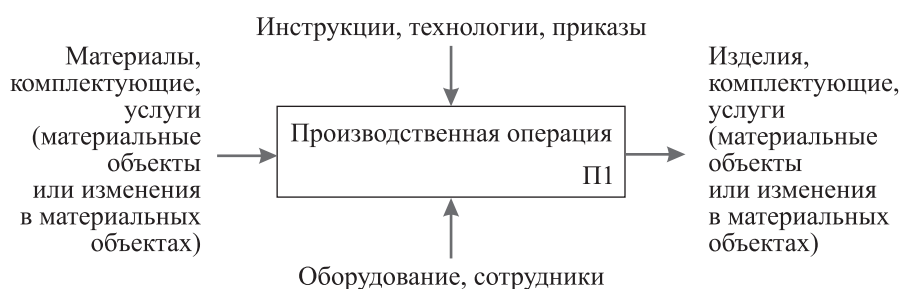 Инструкции, технологии, приказы
Материалы,
комплектующие,
услуги
(материальные
объекты
или изменения
в материальных
объектах)
Производственная операция
П1
Изделия,
комплектующие,
услуги
(материальные
объекты
или изменения
в материальных
объектах)
Оборудование, сотрудники